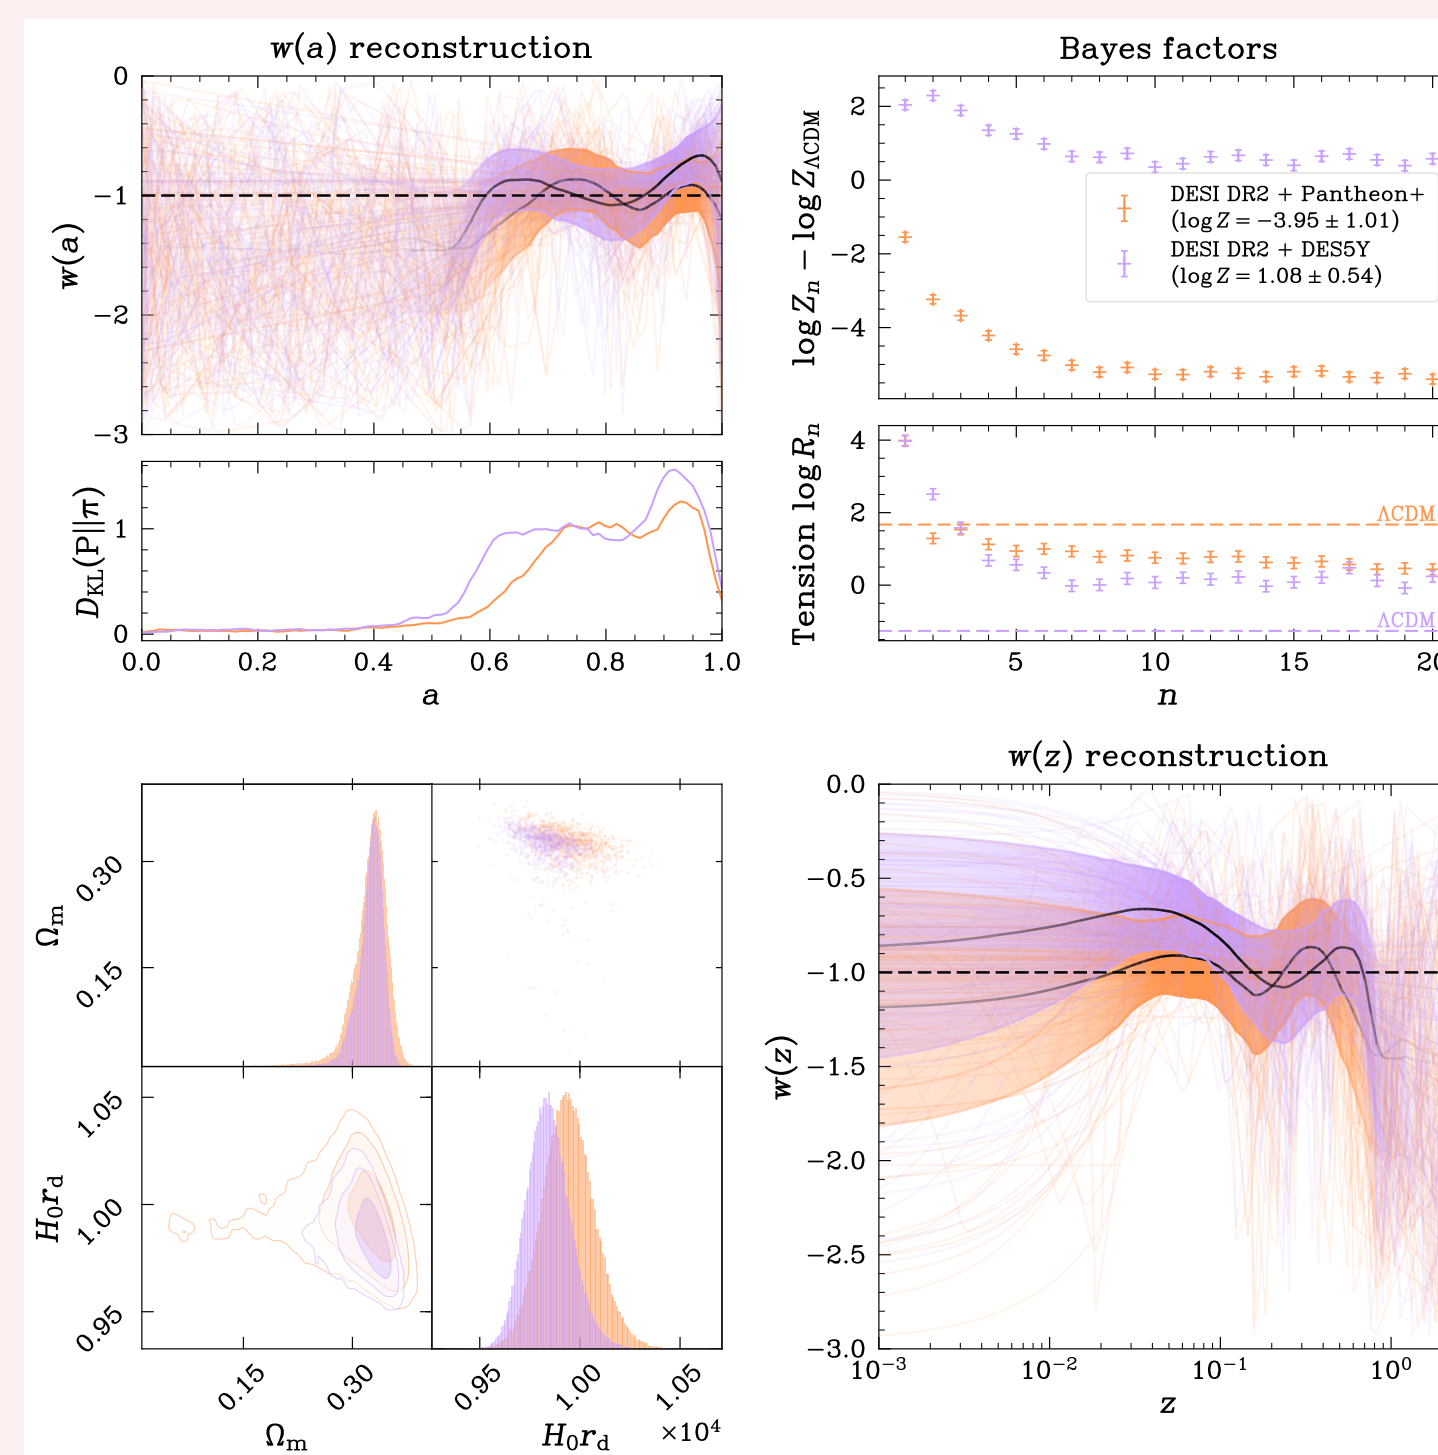 w(a) reconstruction
0
−1
−2
−3
w(a)
1
0
D_KL(P||π)
0.0 0.2 0.4 0.6 0.8 1.0
a
Bayes factors
2
0
−2
−4
log Z_n − log Z_ΛCDM
DESI DR2 + Pantheon+
(log Z = −3.95 ± 1.01)
DESI DR2 + DES5Y
(log Z = 1.08 ± 0.54)
4
2
0
Tension log R_n
ΛCDM
ΛCDM
5 10 15 20
n
0.30
0.15
Ω_m
1.05
1.00
0.95
H_0r_d
0.15 0.30 0.95 1.00 1.05
×10⁴
Ω_m H_0r_d
w(z) reconstruction
0.0
−0.5
−1.0
−1.5
−2.0
−2.5
−3.0
w(z)
10⁻³ 10⁻² 10⁻¹ 10⁰
z